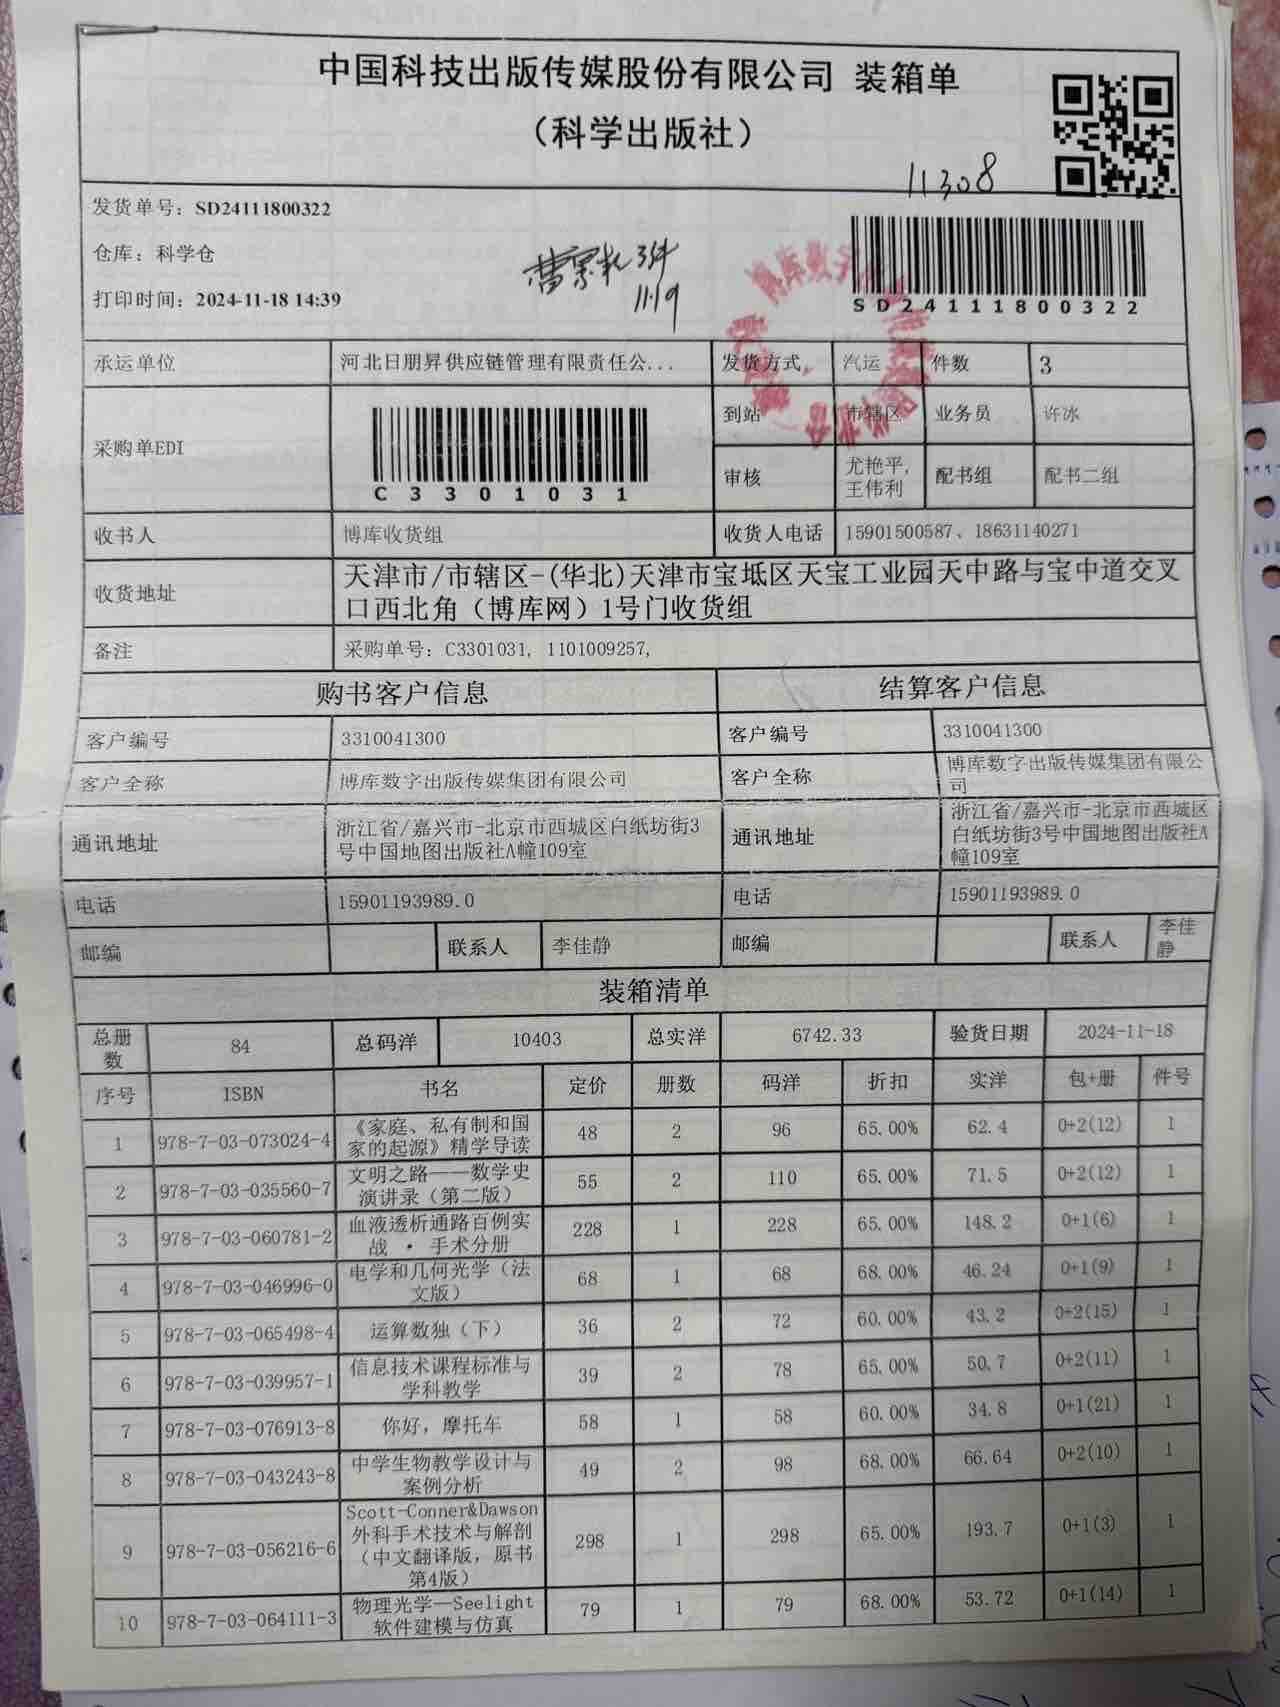 中国科技出版传媒股份有限公司 装箱单
（科学出版社）
11308
发货单号：SD24111800322
仓库：科学仓
3件
打印时间：2024-11-18 14:39
11.19
SD24111800322
承运单位 河北日朋昇供应链管理有限责任公... 发货方式 汽运 件数 3
采购单EDI C3301031 到站 市辖区 业务员 许冰
审核 尤艳平, 王伟利 配书组 配书二组
收书人 博库收货组 收货人电话 15901500587、18631140271
收货地址 天津市/市辖区-(华北)天津市宝坻区天宝工业园天中路与宝中道交叉
口西北角（博库网）1号门收货组
备注 采购单号：C3301031, 1101009257,
购书客户信息 结算客户信息
客户编号 3310041300 客户编号 3310041300
客户全称 博库数字出版传媒集团有限公司 客户全称 博库数字出版传媒集团有限公司
通讯地址 浙江省/嘉兴市-北京市西城区白纸坊街3号中国地图出版社A幢109室 通讯地址 浙江省/嘉兴市-北京市西城区白纸坊街3号中国地图出版社A幢109室
电话 15901193989.0 电话 15901193989.0
邮编 联系人 李佳静 邮编 联系人 李佳静
装箱清单
总册数 84 总码洋 10403 总实洋 6742.33 验货日期 2024-11-18
序号 ISBN 书名 定价 册数 码洋 折扣 实洋 包+册 件号
1 978-7-03-073024-4 《家庭、私有制和国家的起源》精学导读 48 2 96 65.00% 62.4 0+2(12) 1
2 978-7-03-035560-7 文明之路——数学史演讲录（第二版） 55 2 110 65.00% 71.5 0+2(12) 1
3 978-7-03-060781-2 血液透析通路百例实战 · 手术分册 228 1 228 65.00% 148.2 0+1(6) 1
4 978-7-03-046996-0 电学和几何光学（法文版） 68 1 68 68.00% 46.24 0+1(9) 1
5 978-7-03-065498-4 运算数独（下） 36 2 72 60.00% 43.2 0+2(15) 1
6 978-7-03-039957-1 信息技术课程标准与学科教学 39 2 78 65.00% 50.7 0+2(11) 1
7 978-7-03-076913-8 你好，摩托车 58 1 58 60.00% 34.8 0+1(21) 1
8 978-7-03-043243-8 中学生物教学设计与案例分析 49 2 98 68.00% 66.64 0+2(10) 1
9 978-7-03-056216-6 Scott-Conner&Dawson外科手术技术与解剖（中文翻译版，原书第4版） 298 1 298 65.00% 193.7 0+1(3) 1
10 978-7-03-064111-3 物理光学—Seelight软件建模与仿真 79 1 79 68.00% 53.72 0+1(14) 1